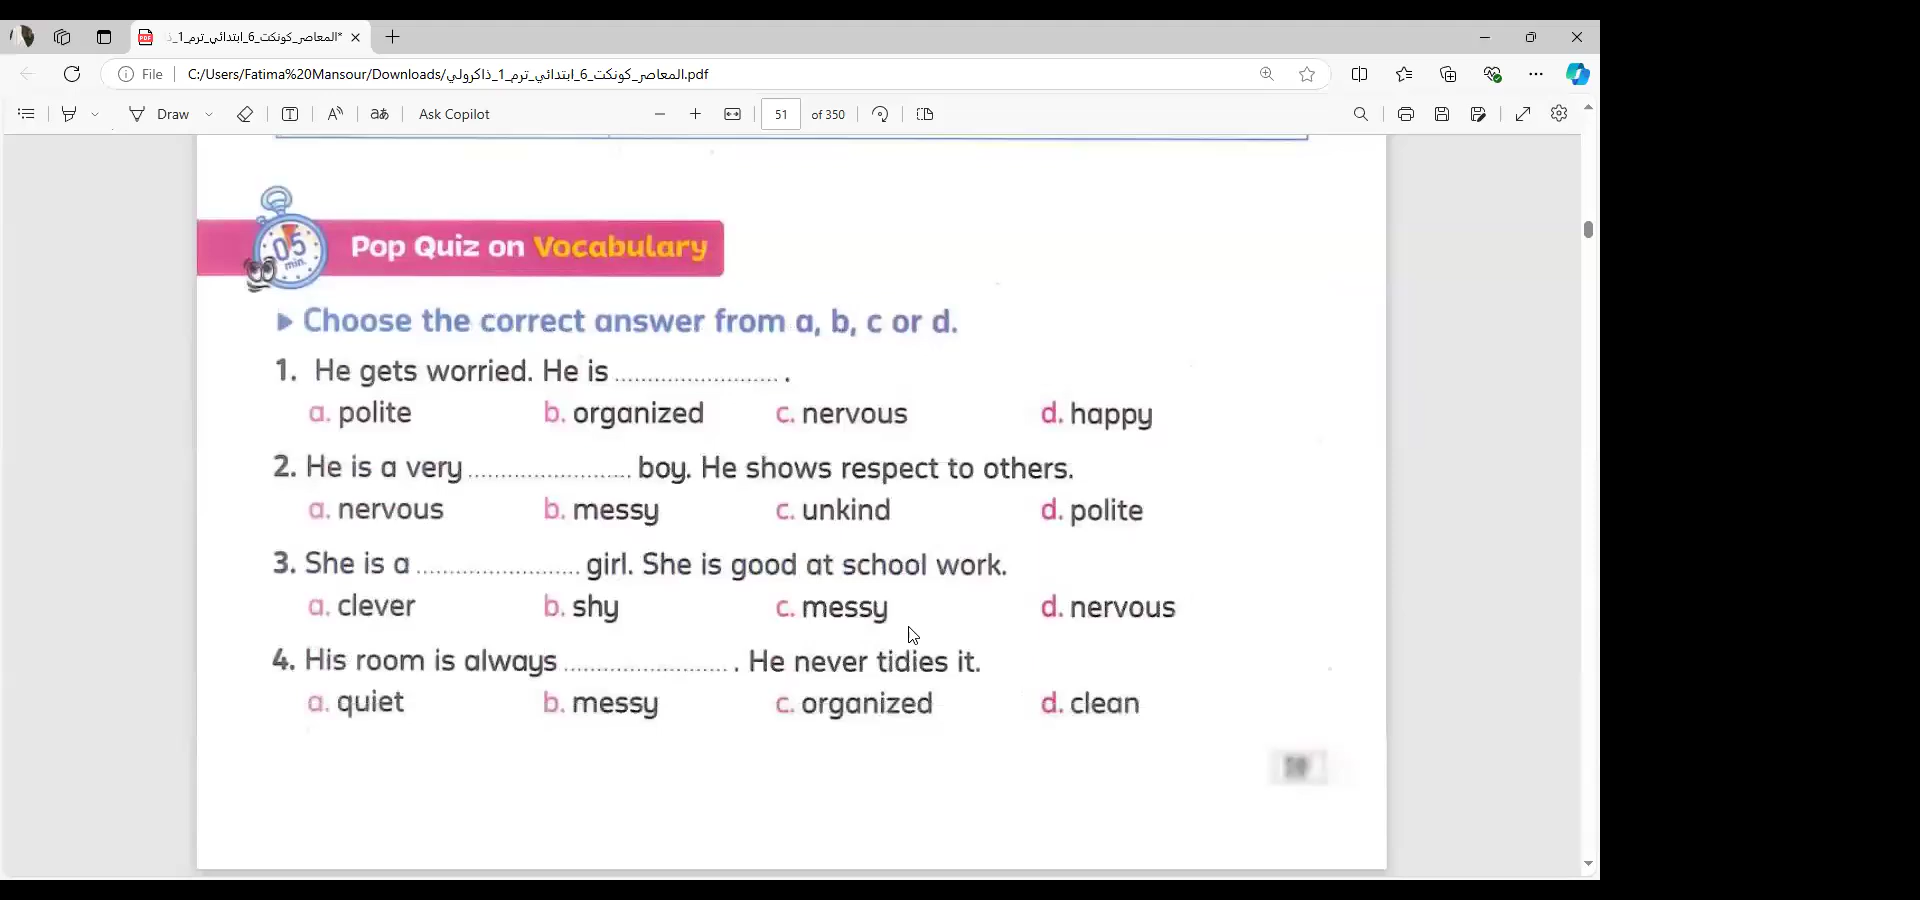 المعاصر_كونكت_6_ابتدائي_ترم_1_ذ*
File
C:/Users/Fatima%20Mansour/Downloads/المعاصر_كونكت_6_ابتدائي_ترم_1_ذاكرولي.pdf
Draw
aあ
Ask Copilot
51
of 350
05
min.
Pop Quiz on Vocabulary
Choose the correct answer from a, b, c or d.
1. He gets worried. He is ......................... .
a. polite b. organized c. nervous d. happy
2. He is a very ......................... boy. He shows respect to others.
a. nervous b. messy c. unkind d. polite
3. She is a ......................... girl. She is good at school work.
a. clever b. shy c. messy d. nervous
4. His room is always ......................... . He never tidies it.
a. quiet b. messy c. organized d. clean